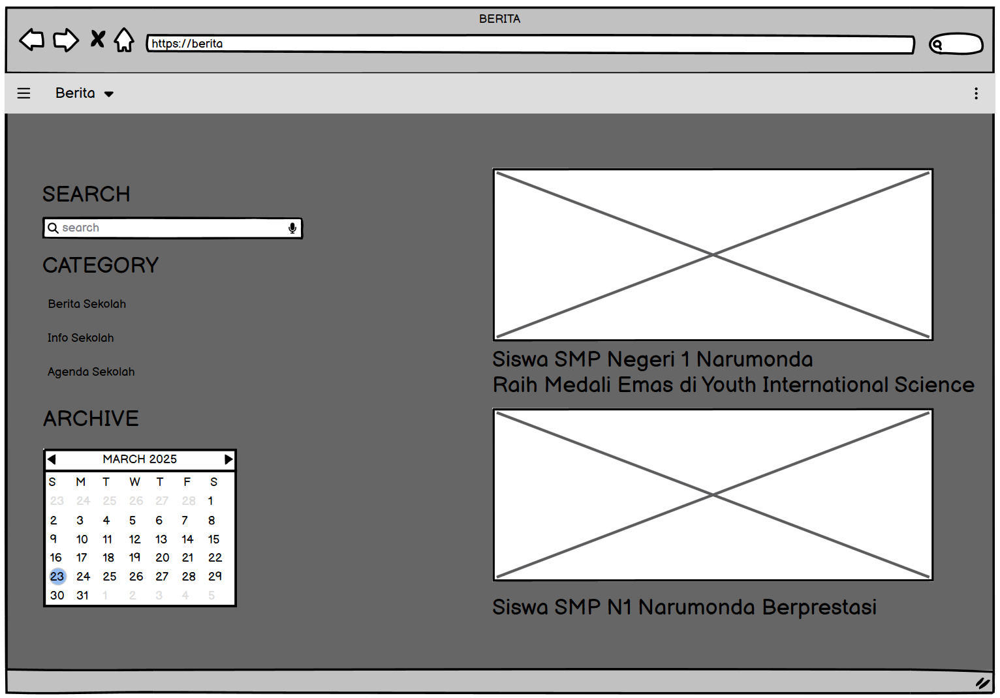 BERITA
https://berita
Berita
SEARCH
search
CATEGORY
Berita Sekolah
Info Sekolah
Agenda Sekolah
ARCHIVE
MARCH 2025
S M T W T F S
23 24 25 26 27 28 1
2 3 4 5 6 7 8
9 10 11 12 13 14 15
16 17 18 19 20 21 22
23 24 25 26 27 28 29
30 31 1 2 3 4 5
Siswa SMP Negeri 1 Narumonda
Raih Medali Emas di Youth International Science
Siswa SMP N1 Narumonda Berprestasi